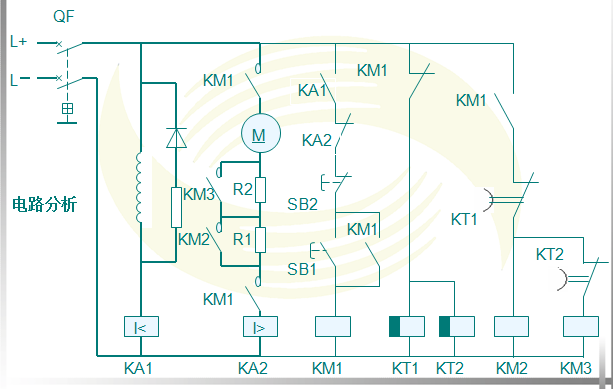 QF
L+
L-
KM1
KM1
KA1
KM1
M
KA2
KM3
R2
SB2
KT1
电路分析
KM2
R1
KM1
KT2
SB1
KM1
I<
I>
KA1
KA2
KM1
KT1
KT2
KM2
KM3